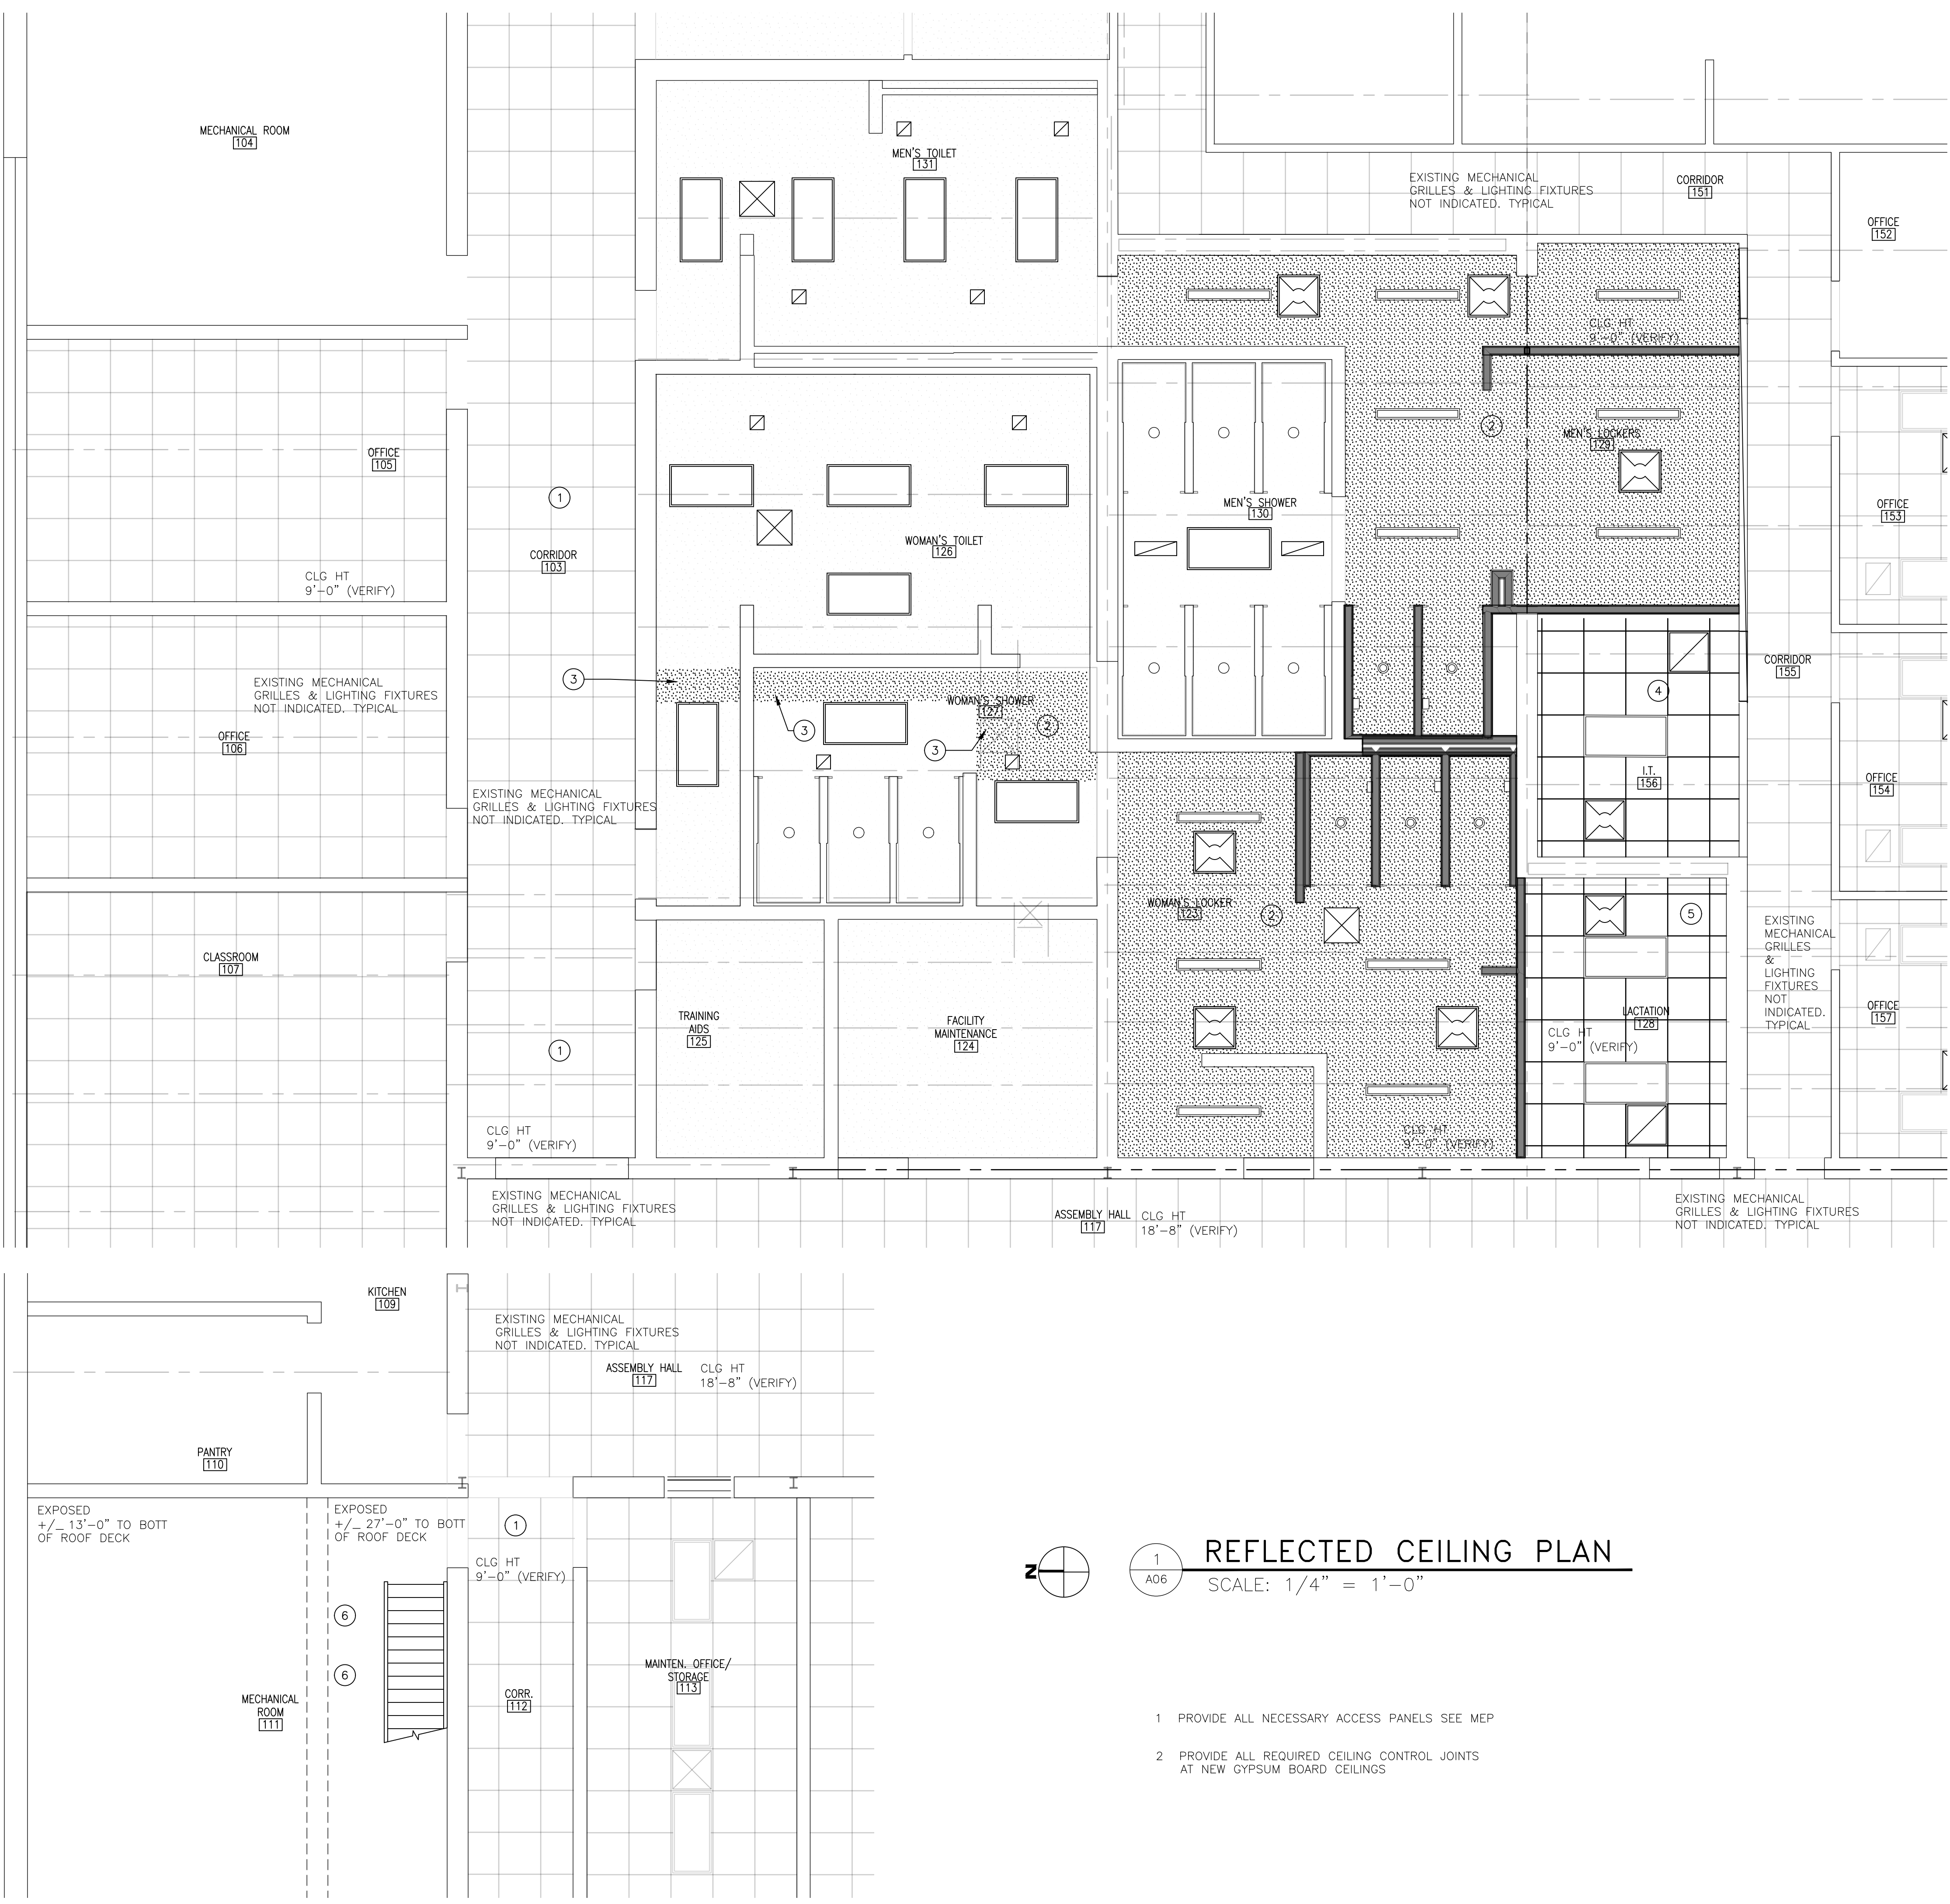 MECHANICAL ROOM
104
MEN'S TOILET
131
EXISTING MECHANICAL
GRILLES & LIGHTING FIXTURES
NOT INDICATED. TYPICAL
CORRIDOR
151
OFFICE
152
CLG HT
9'-0" (VERIFY)
OFFICE
105
1
2
MEN'S LOCKERS
129
MEN'S SHOWER
130
OFFICE
153
WOMAN'S TOILET
126
CORRIDOR
103
CLG HT
9'-0" (VERIFY)
EXISTING MECHANICAL
GRILLES & LIGHTING FIXTURES
NOT INDICATED. TYPICAL
3
CORRIDOR
155
4
OFFICE
106
WOMAN'S SHOWER
127
2
3
3
I.T.
156
OFFICE
154
EXISTING MECHANICAL
GRILLES & LIGHTING FIXTURES
NOT INDICATED. TYPICAL
WOMAN'S LOCKER
123
2
5
EXISTING
MECHANICAL
GRILLES
&
LIGHTING
FIXTURES
NOT
INDICATED.
TYPICAL
CLASSROOM
107
TRAINING
AIDS
125
FACILITY
MAINTENANCE
124
LACTATION
128
CLG HT
9'-0" (VERIFY)
OFFICE
157
1
CLG HT
9'-0" (VERIFY)
CLG HT
9'-0" (VERIFY)
EXISTING MECHANICAL
GRILLES & LIGHTING FIXTURES
NOT INDICATED. TYPICAL
ASSEMBLY HALL
117
CLG HT
18'-8" (VERIFY)
EXISTING MECHANICAL
GRILLES & LIGHTING FIXTURES
NOT INDICATED. TYPICAL
KITCHEN
109
EXISTING MECHANICAL
GRILLES & LIGHTING FIXTURES
NOT INDICATED. TYPICAL
ASSEMBLY HALL
117
CLG HT
18'-8" (VERIFY)
PANTRY
110
EXPOSED
+/_ 13'-0" TO BOTT
OF ROOF DECK
EXPOSED
+/_ 27'-0" TO BOTT
OF ROOF DECK
1
CLG HT
9'-0" (VERIFY)
6
6
MECHANICAL
ROOM
111
CORR.
112
MAINTEN. OFFICE/
STORAGE
113
N
1
A06
REFLECTED CEILING PLAN
SCALE: 1/4" = 1'-0"
1 PROVIDE ALL NECESSARY ACCESS PANELS SEE MEP
2 PROVIDE ALL REQUIRED CEILING CONTROL JOINTS
AT NEW GYPSUM BOARD CEILINGS